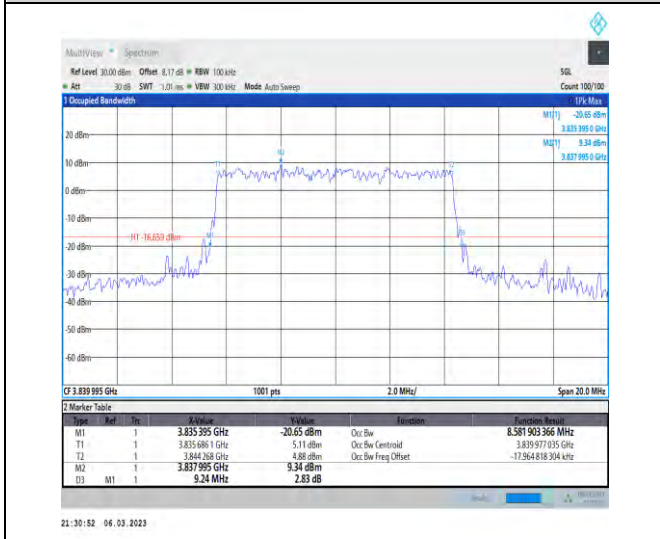 MultiView Spectrum
Ref Level 30.00 dBm Offset 8.17 dB RBW 100 kHz SGL
Att 30 dB SWT 1.01 ms VBW 300 kHz Mode Auto Sweep Count 100/100
1 Occupied Bandwidth 1Pk Max
M1[1] -20.65 dBm
3.835 395 0 GHz
M2[1] 9.34 dBm
3.837 995 0 GHz
20 dBm
M2
10 dBm
T1 T2
0 dBm
-10 dBm
H1 -16.659 dBm
M1 D3
-20 dBm
-30 dBm
-40 dBm
-50 dBm
-60 dBm
CF 3.839 995 GHz 1001 pts 2.0 MHz/ Span 20.0 MHz
2 Marker Table
Type Ref Trc X-Value Y-Value Function Function Result
M1 1 3.835 395 GHz -20.65 dBm Occ Bw 8.581 903 366 MHz
T1 1 3.835 686 1 GHz 5.11 dBm Occ Bw Centroid 3.839 977 035 GHz
T2 1 3.844 268 GHz 4.88 dBm Occ Bw Freq Offset -17.964 818 304 kHz
M2 1 3.837 995 GHz 9.34 dBm
D3 M1 1 9.24 MHz 2.83 dB
21:30:52 06.03.2023